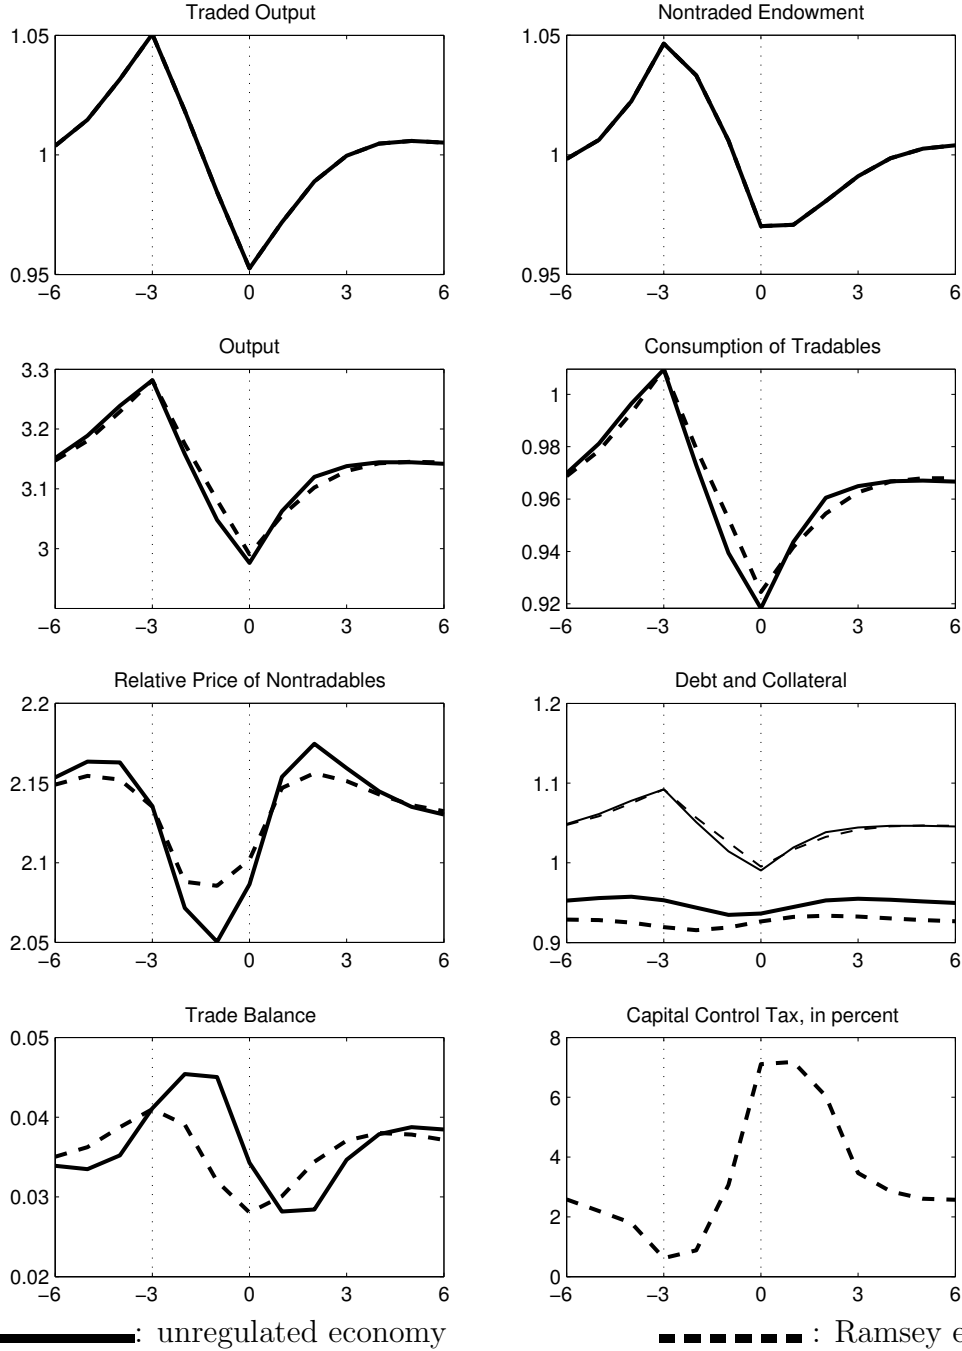 Traded Output
1.05
1
0.95
−6 −3 0 3 6
Nontraded Endowment
1.05
1
0.95
−6 −3 0 3 6
Output
3.3
3.2
3.1
3
−6 −3 0 3 6
Consumption of Tradables
1
0.98
0.96
0.94
0.92
−6 −3 0 3 6
Relative Price of Nontradables
2.2
2.15
2.1
2.05
−6 −3 0 3 6
Debt and Collateral
1.2
1.1
1
0.9
−6 −3 0 3 6
Trade Balance
0.05
0.04
0.03
0.02
−6 −3 0 3 6
Capital Control Tax, in percent
8
6
4
2
0
−6 −3 0 3 6
: unregulated economy
: Ramsey e